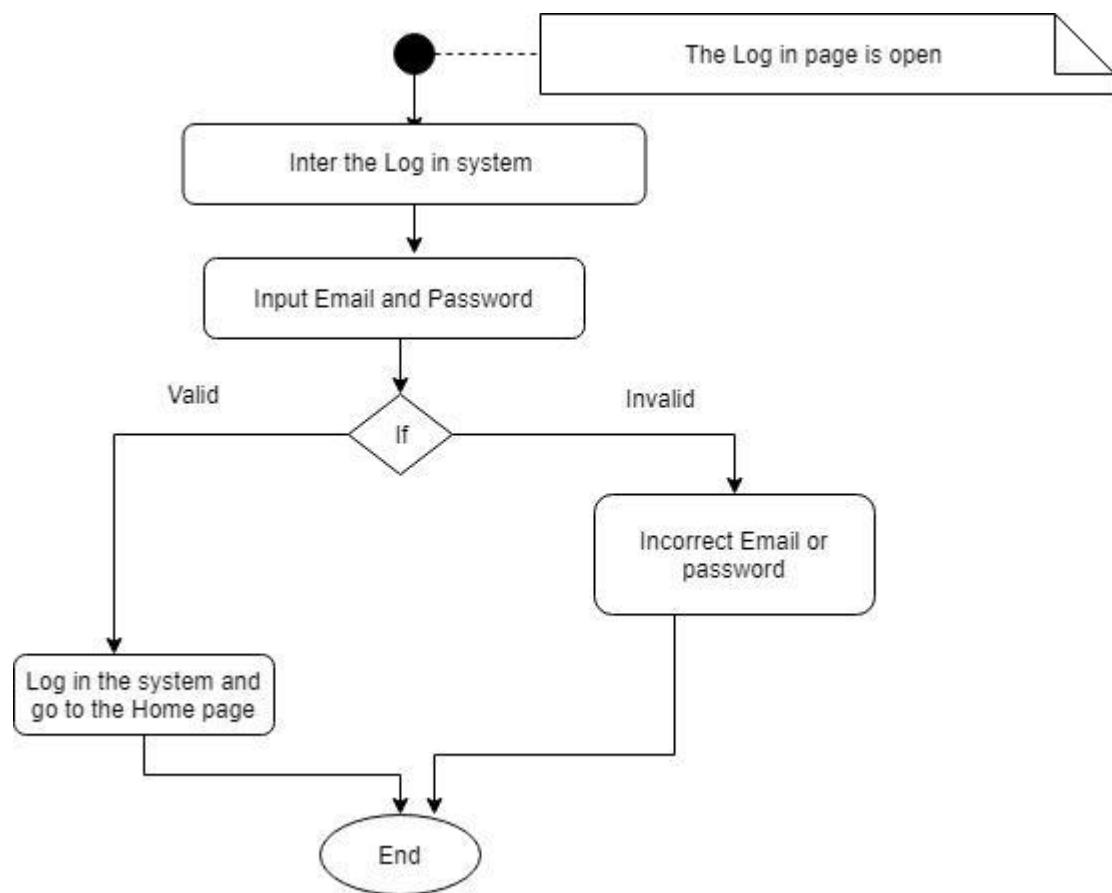 The Log in page is open
Inter the Log in system
Input Email and Password
Valid
Invalid
If
Incorrect Email or
password
Log in the system and
go to the Home page
End